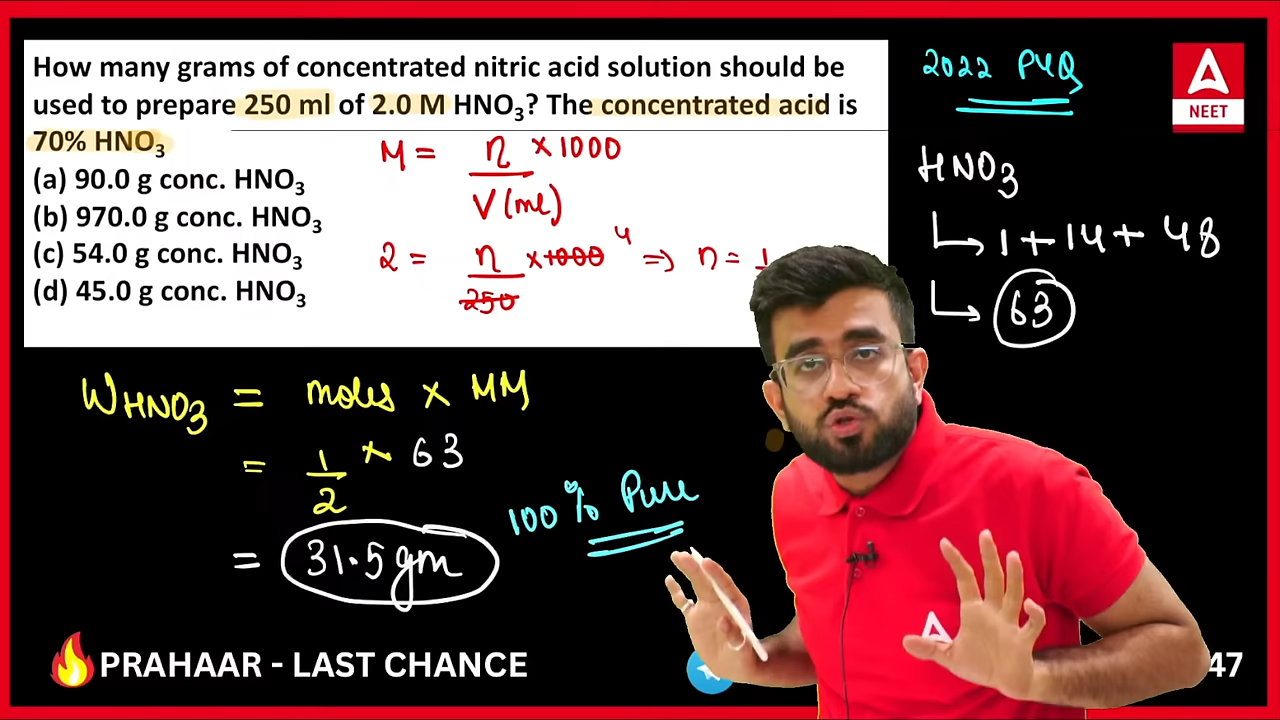 How many grams of concentrated nitric acid solution should be
used to prepare 250 ml of 2.0 M HNO₃? The concentrated acid is
70% HNO₃
(a) 90.0 g conc. HNO₃
(b) 970.0 g conc. HNO₃
(c) 54.0 g conc. HNO₃
(d) 45.0 g conc. HNO₃
M = n × 1000
V (ml)
2 = n × 1000 4 => n = 1
250
2022 PYQ
NEET
HNO3
↳ 1 + 14 + 48
↳ 63
WHNO3 = moles × MM
= 1/2 × 63
= 31.5 gm
100 % Pure
PRAHAAR - LAST CHANCE
47